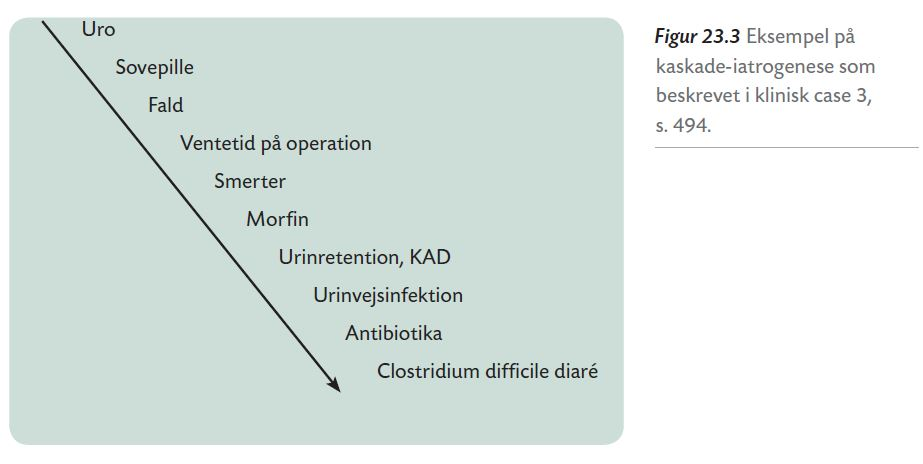 Uro
Sovepille
Fald
Ventetid på operation
Smerter
Morfin
Urinretention, KAD
Urinvejsinfektion
Antibiotika
Clostridium difficile diaré
Figur 23.3 Eksempel på
kaskade-iatrogenese som
beskrevet i klinisk case 3,
s. 494.